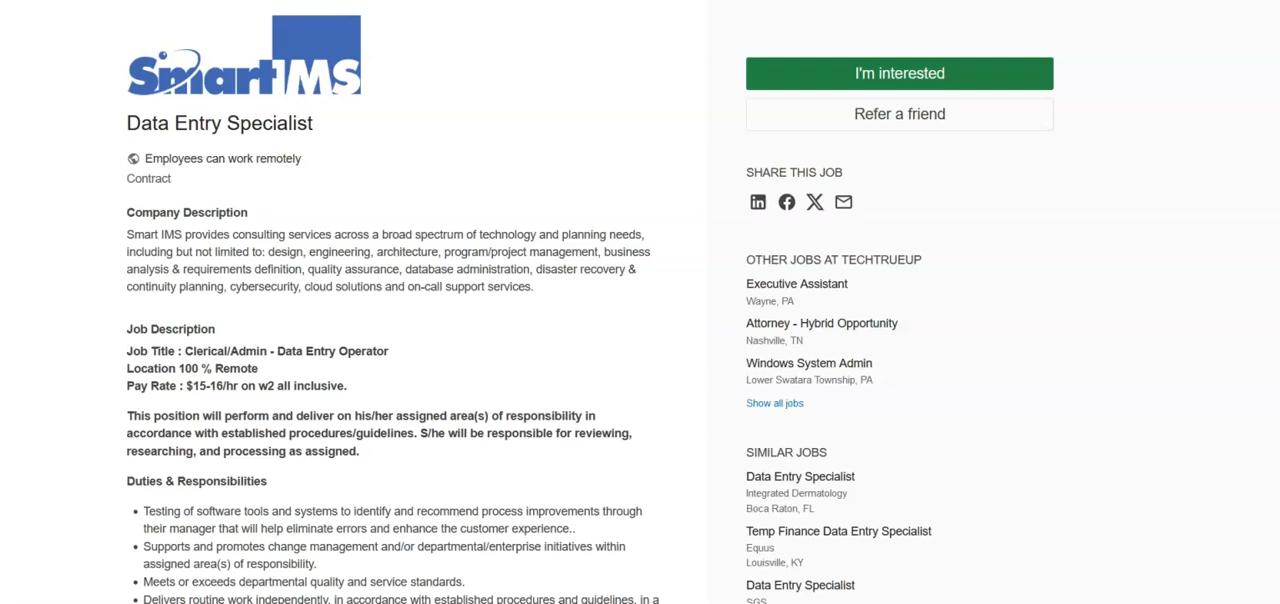 SmartIMS
Data Entry Specialist
Employees can work remotely
Contract
Company Description
Smart IMS provides consulting services across a broad spectrum of technology and planning needs,
including but not limited to: design, engineering, architecture, program/project management, business
analysis & requirements definition, quality assurance, database administration, disaster recovery &
continuity planning, cybersecurity, cloud solutions and on-call support services.
Job Description
Job Title : Clerical/Admin - Data Entry Operator
Location 100 % Remote
Pay Rate : $15-16/hr on w2 all inclusive.
This position will perform and deliver on his/her assigned area(s) of responsibility in
accordance with established procedures/guidelines. S/he will be responsible for reviewing,
researching, and processing as assigned.
Duties & Responsibilities
• Testing of software tools and systems to identify and recommend process improvements through
their manager that will help eliminate errors and enhance the customer experience..
• Supports and promotes change management and/or departmental/enterprise initiatives within
assigned area(s) of responsibility.
• Meets or exceeds departmental quality and service standards.
• Delivers routine work independently, in accordance with established procedures and guidelines, in a
I'm interested
Refer a friend
SHARE THIS JOB
OTHER JOBS AT TECHTRUEUP
Executive Assistant
Wayne, PA
Attorney - Hybrid Opportunity
Nashville, TN
Windows System Admin
Lower Swatara Township, PA
Show all jobs
SIMILAR JOBS
Data Entry Specialist
Integrated Dermatology
Boca Raton, FL
Temp Finance Data Entry Specialist
Equus
Louisville, KY
Data Entry Specialist
SGS